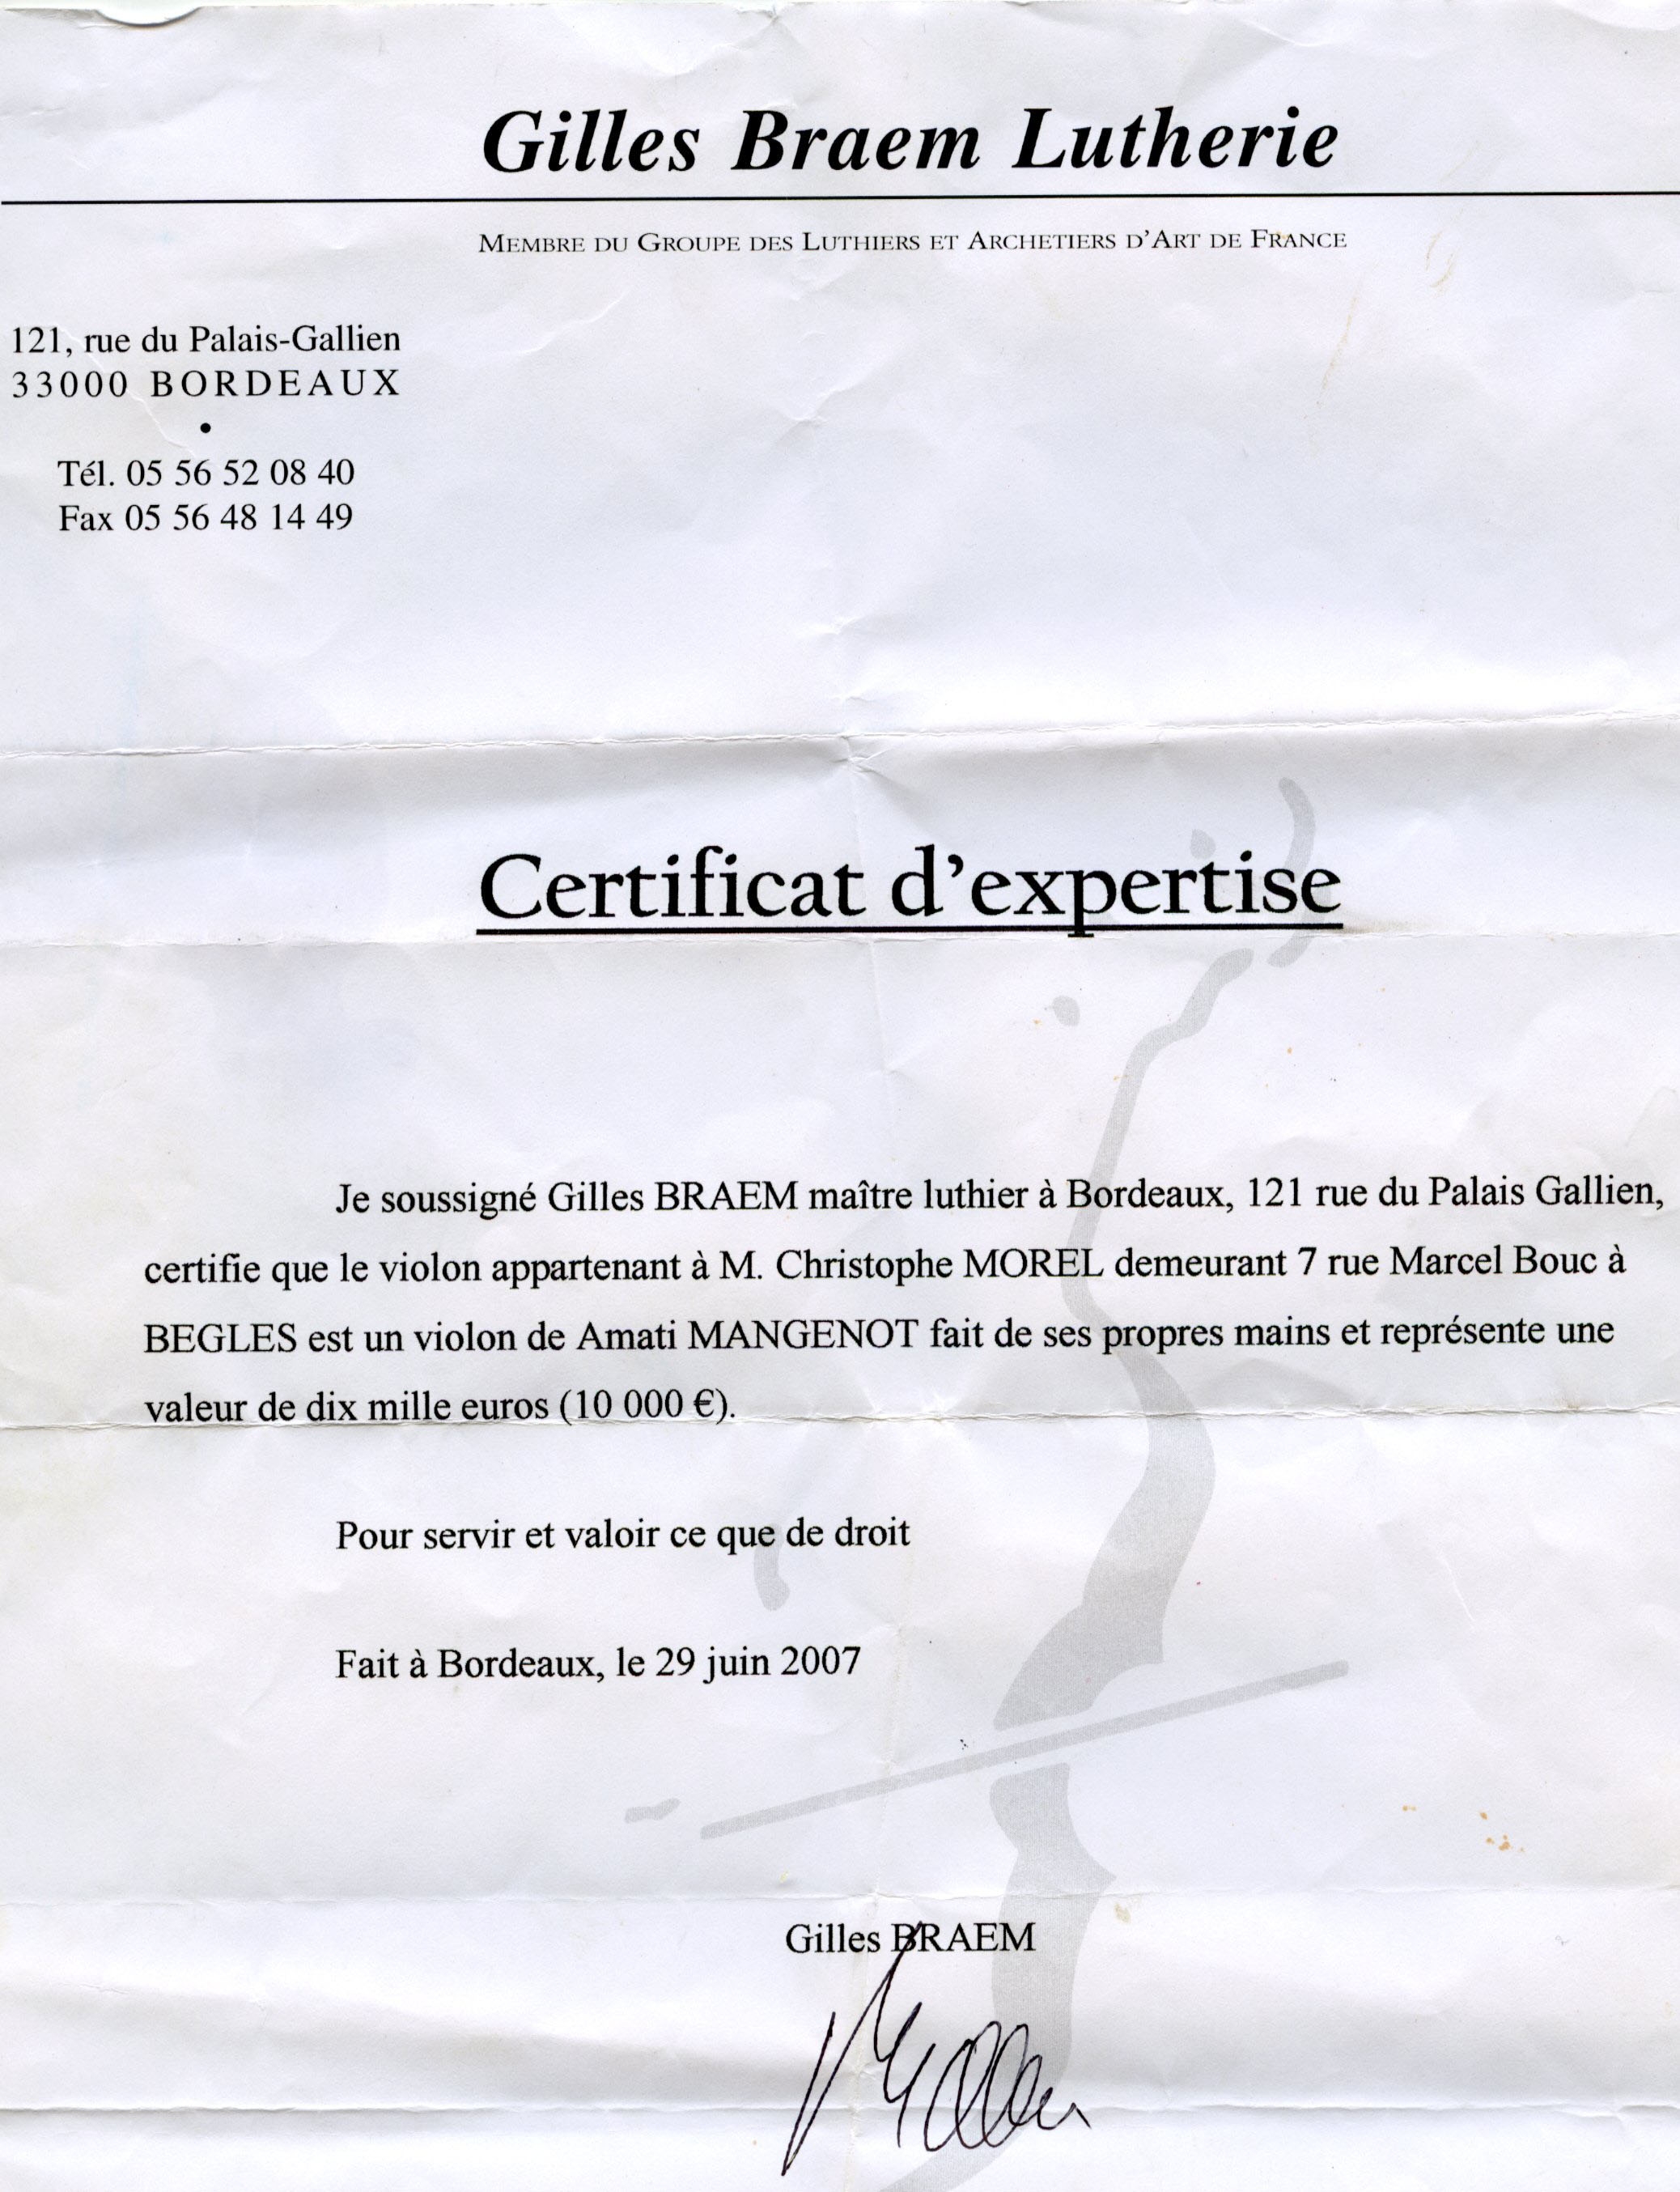 Gilles Braem Lutherie
MEMBRE DU GROUPE DES LUTHIERS ET ARCHETIERS D'ART DE FRANCE
121, rue du Palais-Gallien
33000 BORDEAUX
•
Tél. 05 56 52 08 40
Fax 05 56 48 14 49
Certificat d'expertise
Je soussigné Gilles BRAEM maître luthier à Bordeaux, 121 rue du Palais Gallien,
certifie que le violon appartenant à M. Christophe MOREL demeurant 7 rue Marcel Bouc à
BEGLES est un violon de Amati MANGENOT fait de ses propres mains et représente une
valeur de dix mille euros (10 000 €).
Pour servir et valoir ce que de droit
Fait à Bordeaux, le 29 juin 2007
Gilles BRAEM